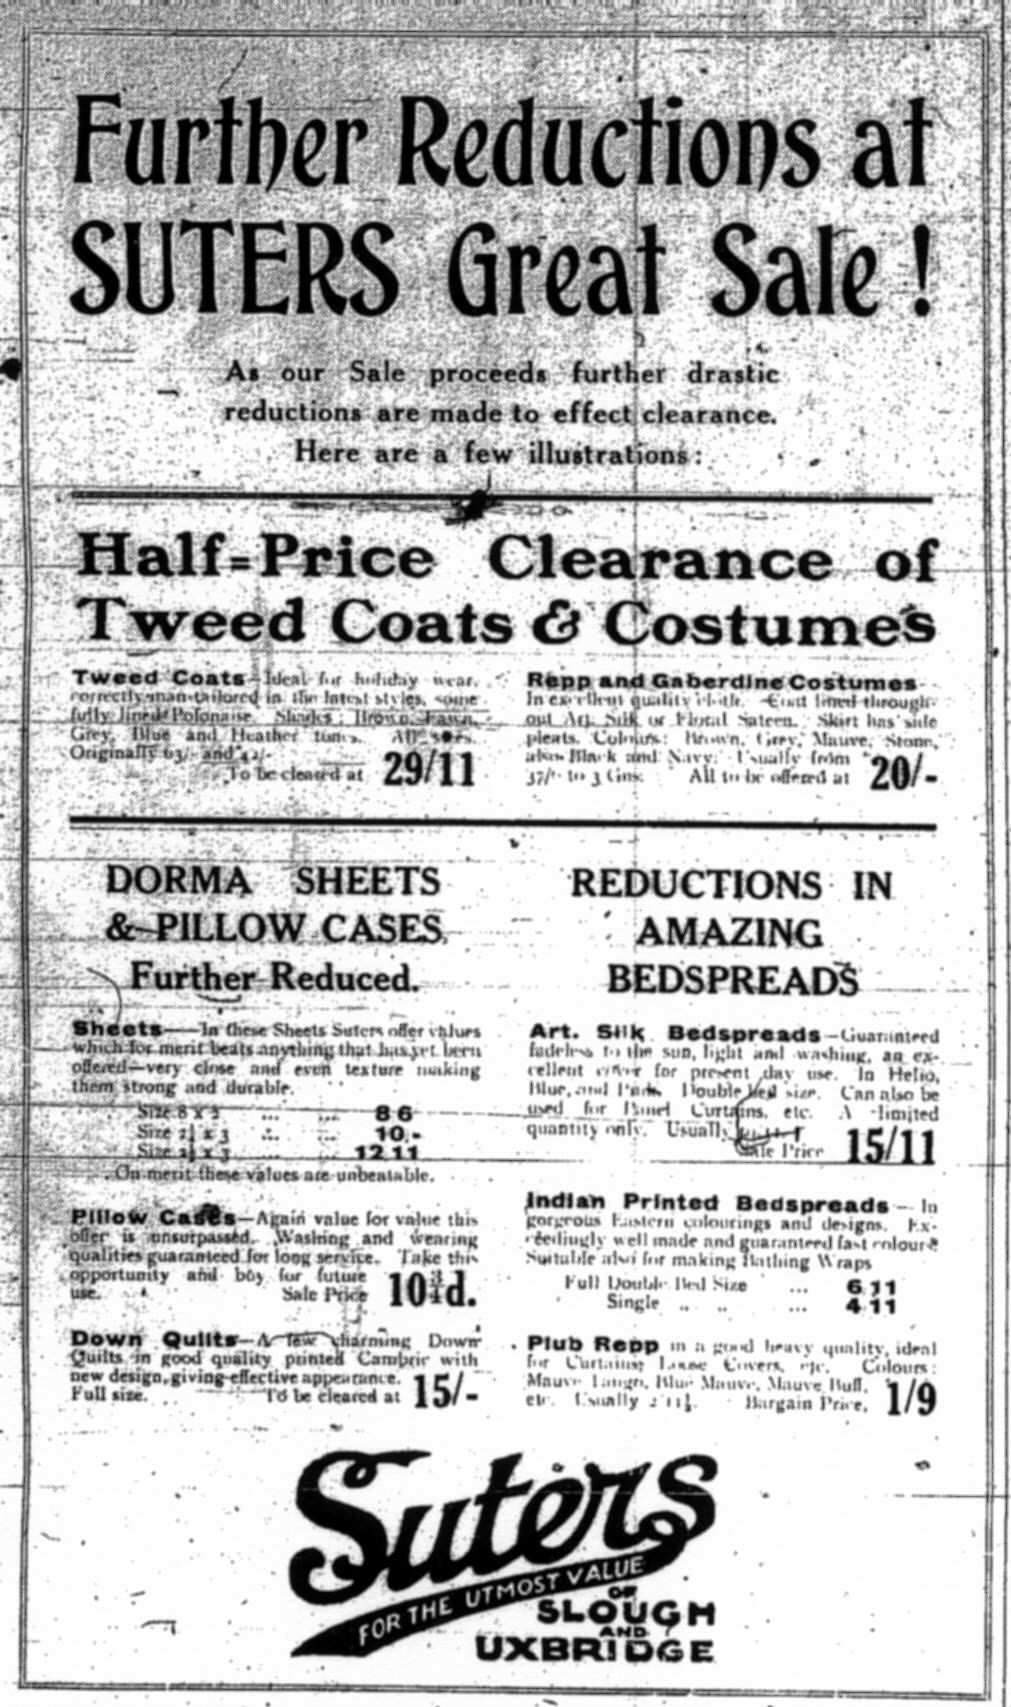 Further Reductions at
SUTERS Great Sale !
As our Sale proceeds further drastic
reductions are made to effect clearance.
Here are a few illustrations :
Half-Price Clearance of
Tweed Coats & Costumes
Tweed Coats—Ideal for holiday wear,
correctly man-tailored in the latest styles, some
fully lined Polonaise. Shades : Brown, Fawn,
Grey, Blue and Heather tones. All sizes.
Originally 63/- and 42/-
To be cleared at 29/11
Repp and Gaberdine Costumes
In excellent quality cloth. Coat lined through-
out Art. Silk or Floral Sateen. Skirt has side
pleats. Colours : Brown, Grey, Mauve, Stone,
also Black and Navy. Usually from
to 3 Gns. All to be offered at 20/-
DORMA SHEETS
& PILLOW CASES
Further Reduced.
Sheets—In these Sheets Suters offer values
which for merit beats anything that has yet been
offered—very close and even texture making
them strong and durable.
Size 8 x 3 ... ... 8 6
Size x 3 ... ... 10 -
Size x 3 ... ... 12 11
On merit these values are unbeatable.
Pillow Cases—Again value for value this
offer is unsurpassed. Washing and wearing
qualities guaranteed for long service. Take this
opportunity and buy for future
use. Sale Price 10¾d.
Down Quilts—A few charming Down
Quilts in good quality printed Cambric with
new design, giving effective appearance.
Full size. To be cleared at 15/-
REDUCTIONS IN
AMAZING
BEDSPREADS
Art. Silk Bedspreads—Guaranteed
fadeless to the sun, light and washing, an ex-
cellent cover for present day use. In Helio,
Blue, and Pink. Double bed size. Can also be
used for Panel Curtains, etc. A limited
quantity only. Usually
Sale Price 15/11
Indian Printed Bedspreads—In
gorgeous Eastern colourings and designs. Ex-
ceedingly well made and guaranteed fast colours
Suitable also for making Bathing Wraps
Full Double Bed Size ... 6 11
Single „ „ ... 4 11
Plub Repp in a good heavy quality, ideal
for Curtains, Loose Covers, etc. Colours :
Mauve Blue Mauve, Mauve Buff,
etc. Usually 2 11½. Bargain Price, 1/9
Suters
FOR THE UTMOST VALUE
OF
SLOUGH
AND
UXBRIDGE